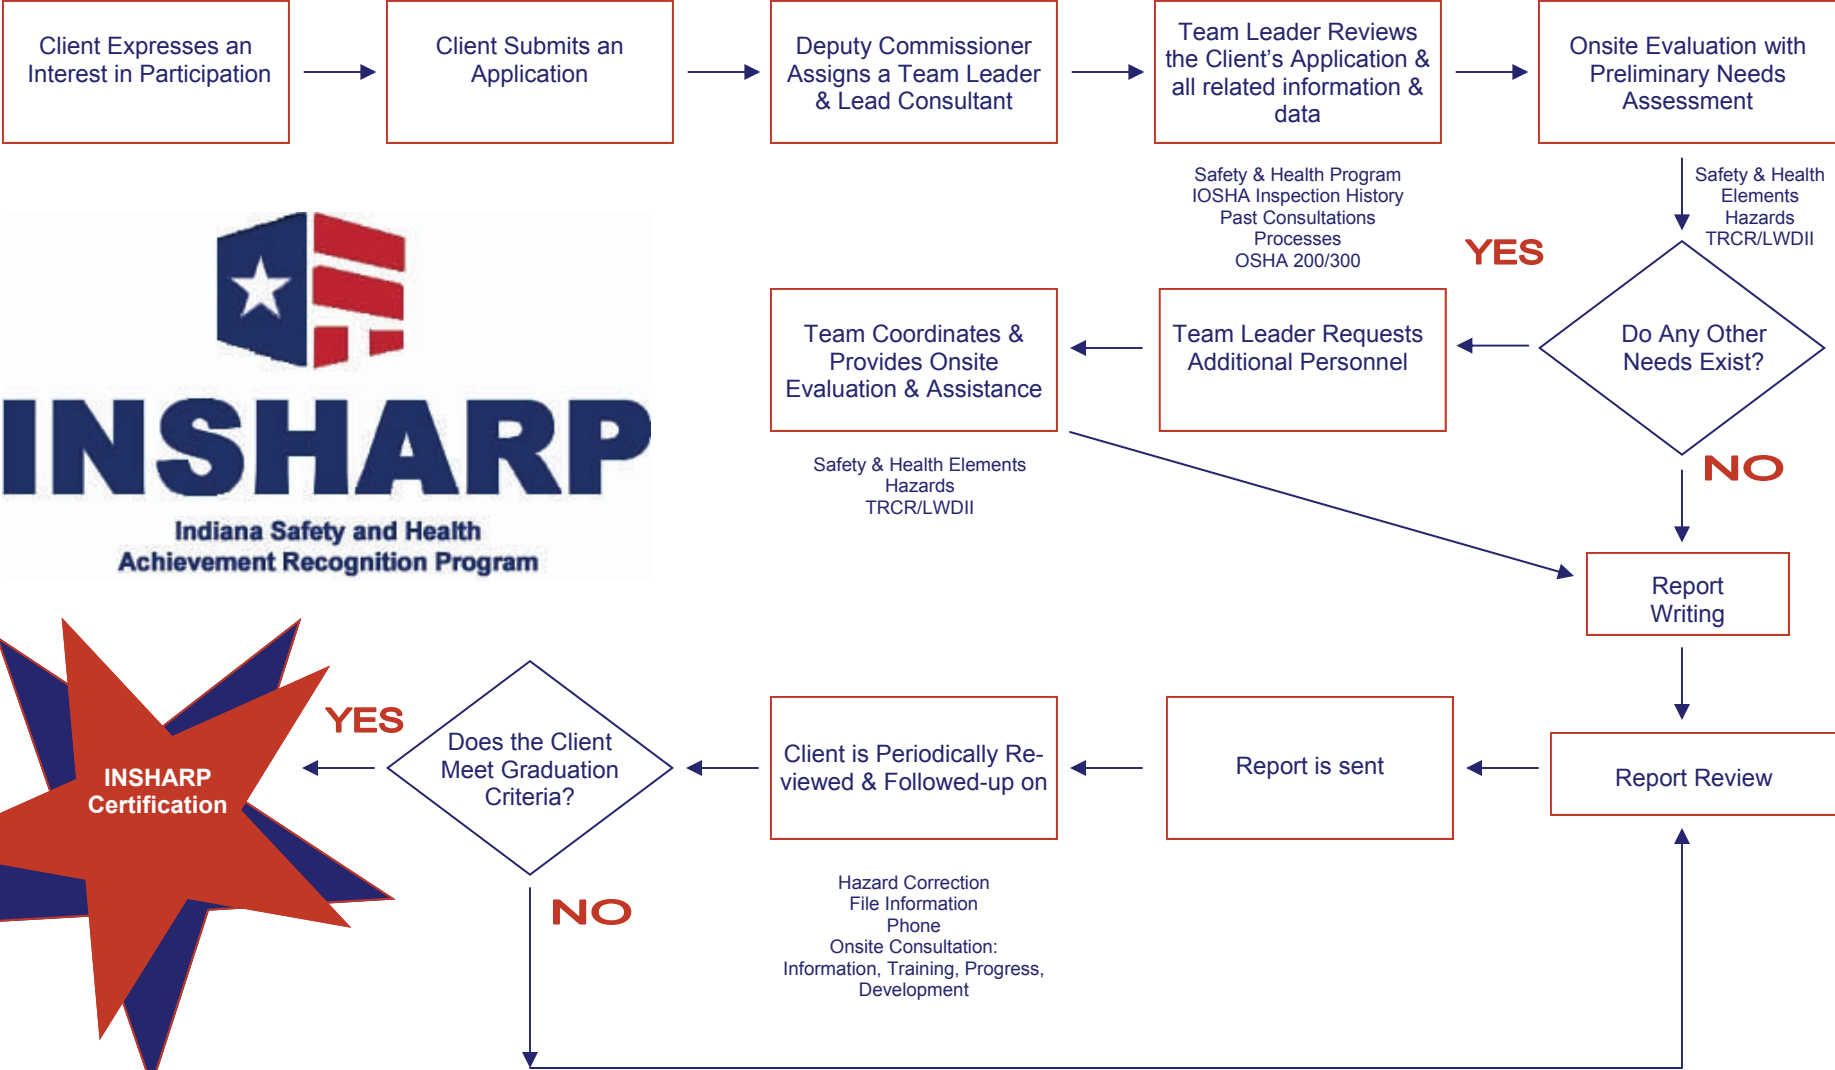 Client Expresses an
Interest in Participation
Client Submits an
Application
Deputy Commissioner
Assigns a Team Leader
& Lead Consultant
Team Leader Reviews
the Client's Application &
all related information &
data
Onsite Evaluation with
Preliminary Needs
Assessment
Safety & Health Program
IOSHA Inspection History
Past Consultations
Processes
OSHA 200/300
Safety & Health
Elements
Hazards
TRCR/LWDII
YES
Do Any Other
Needs Exist?
Team Leader Requests
Additional Personnel
Team Coordinates &
Provides Onsite
Evaluation & Assistance
Safety & Health Elements
Hazards
TRCR/LWDII
NO
INSHARP
Indiana Safety and Health
Achievement Recognition Program
Report
Writing
Report Review
Report is sent
Client is Periodically Re-
viewed & Followed-up on
Hazard Correction
File Information
Phone
Onsite Consultation:
Information, Training, Progress,
Development
Does the Client
Meet Graduation
Criteria?
YES
NO
INSHARP
Certification